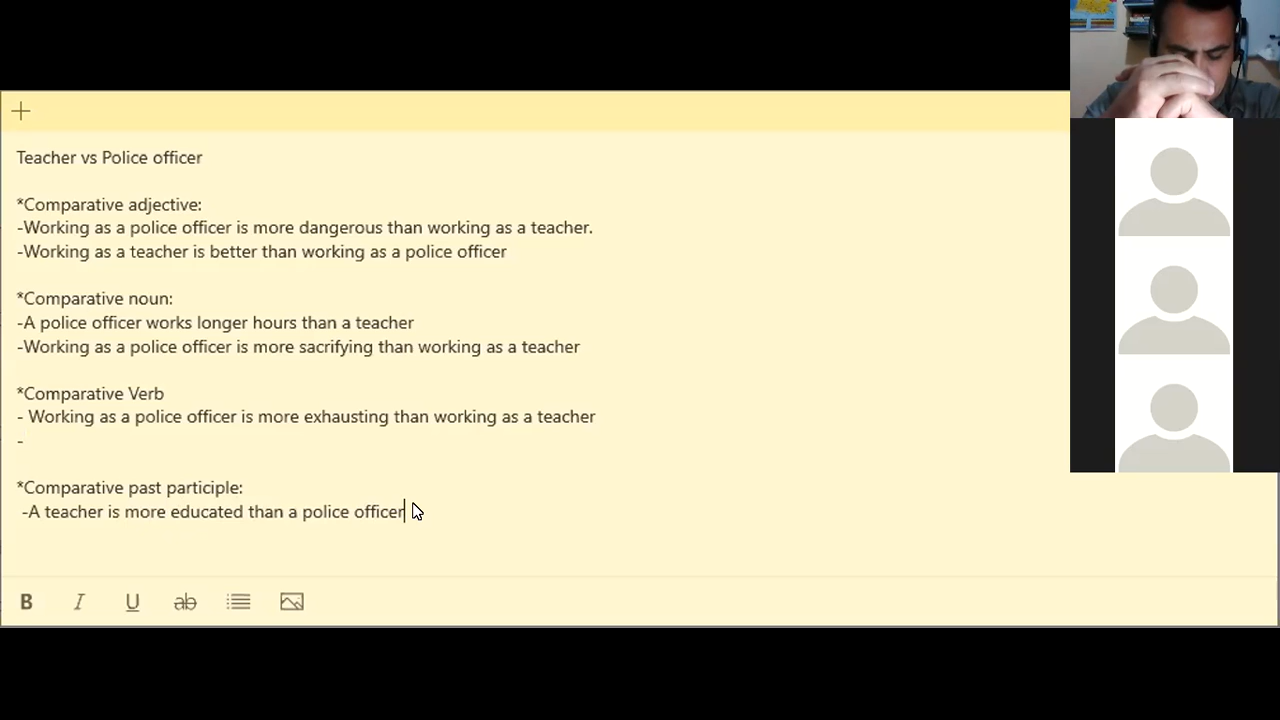 Teacher vs Police officer
*Comparative adjective:
-Working as a police officer is more dangerous than working as a teacher.
-Working as a teacher is better than working as a police officer
*Comparative noun:
-A police officer works longer hours than a teacher
-Working as a police officer is more sacrifying than working as a teacher
*Comparative Verb
- Working as a police officer is more exhausting than working as a teacher
-
*Comparative past participle:
-A teacher is more educated than a police officer
B I U ab